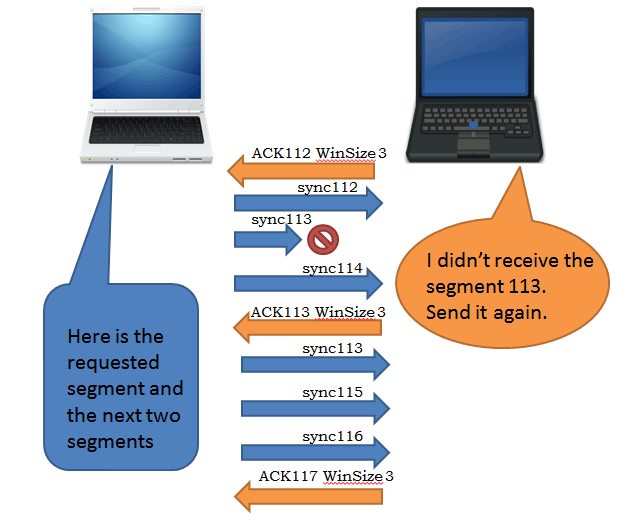 ACK112 WinSize 3
sync112
sync113
sync114
I didn't receive the
segment 113.
Send it again.
ACK113 WinSize 3
Here is the
requested
segment and
the next two
segments
sync113
sync115
sync116
ACK117 WinSize 3